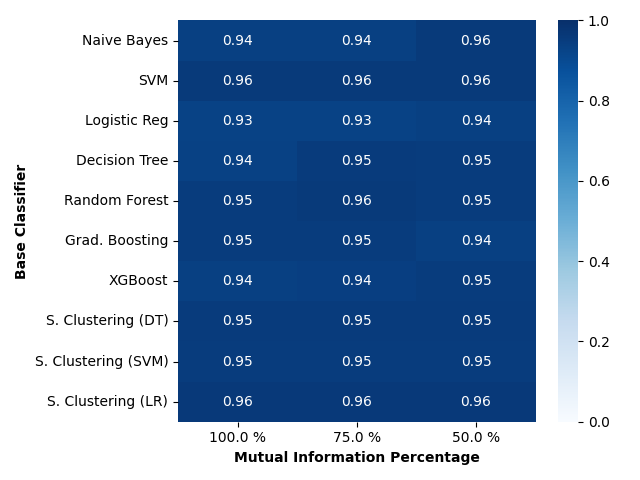 Naive Bayes 0.94 0.94 0.96
SVM 0.96 0.96 0.96
Logistic Reg 0.93 0.93 0.94
Decision Tree 0.94 0.95 0.95
Random Forest 0.95 0.96 0.95
Grad. Boosting 0.95 0.95 0.94
XGBoost 0.94 0.94 0.95
S. Clustering (DT) 0.95 0.95 0.95
S. Clustering (SVM) 0.95 0.95 0.95
S. Clustering (LR) 0.96 0.96 0.96
100.0 % 75.0 % 50.0 %
Mutual Information Percentage
Base Classifier
1.0
0.8
0.6
0.4
0.2
0.0